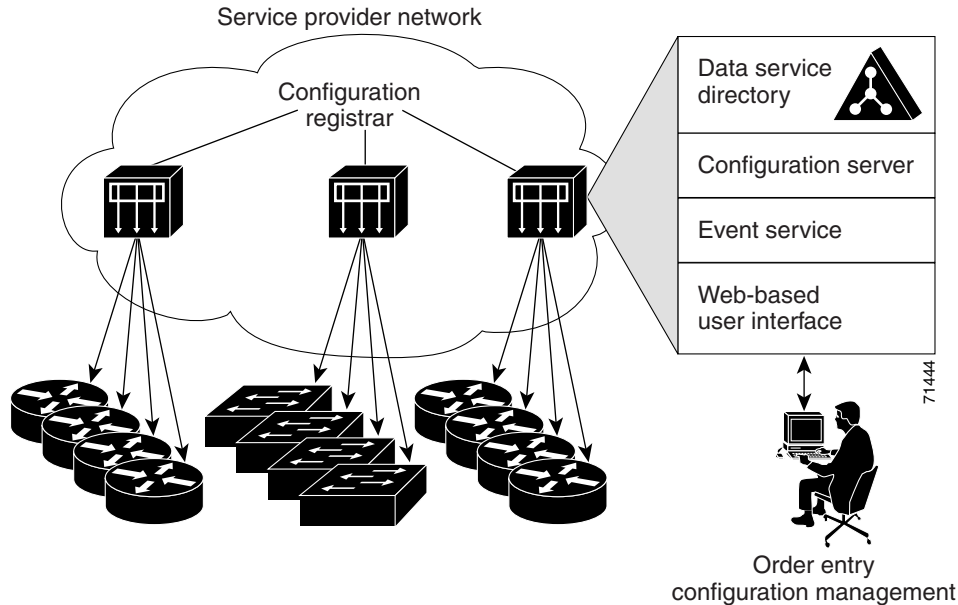 Service provider network
Configuration
registrar
Data service
directory
Configuration server
Event service
Web-based
user interface
71444
Order entry
configuration management